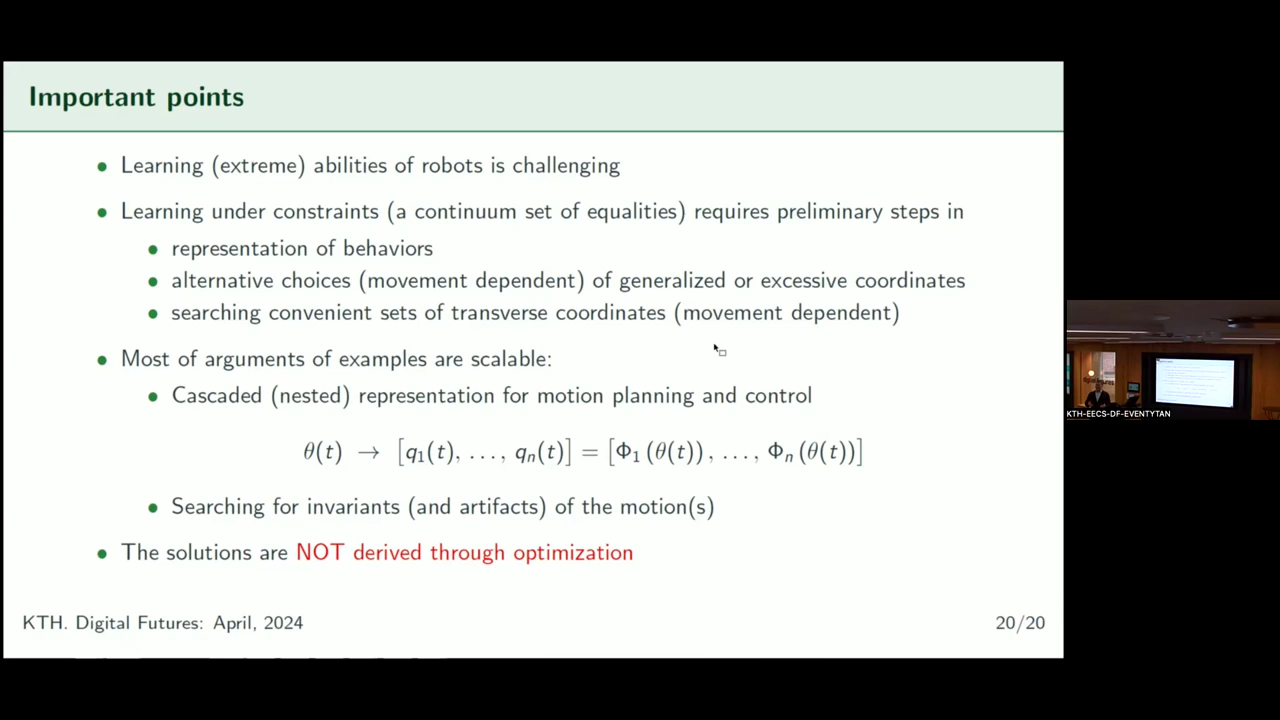 Important points
• Learning (extreme) abilities of robots is challenging
• Learning under constraints (a continuum set of equalities) requires preliminary steps in
• representation of behaviors
• alternative choices (movement dependent) of generalized or excessive coordinates
• searching convenient sets of transverse coordinates (movement dependent)
• Most of arguments of examples are scalable:
• Cascaded (nested) representation for motion planning and control
θ(t) → [q₁(t), ..., qₙ(t)] = [Φ₁(θ(t)), ..., Φₙ(θ(t))]
• Searching for invariants (and artifacts) of the motion(s)
• The solutions are NOT derived through optimization
KTH. Digital Futures: April, 2024
20/20
digital futures
KTH-EECS-DF-EVENTYTAN